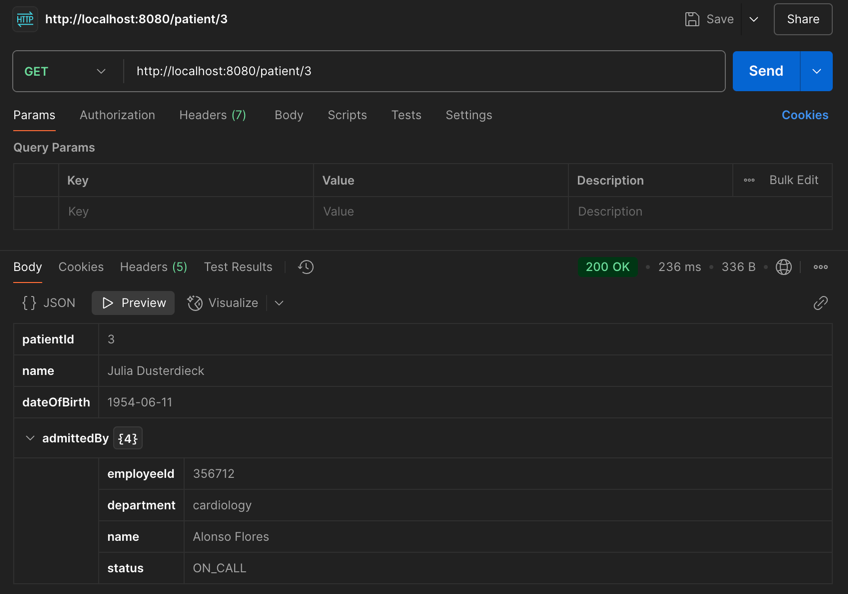 HTTP http://localhost:8080/patient/3 Save Share
GET http://localhost:8080/patient/3 Send
Params Authorization Headers (7) Body Scripts Tests Settings Cookies
Query Params
Key Value Description Bulk Edit
Key Value Description
Body Cookies Headers (5) Test Results 200 OK • 236 ms • 336 B
{} JSON Preview Visualize
patientId 3
name Julia Dusterdieck
dateOfBirth 1954-06-11
admittedBy {4}
employeeId 356712
department cardiology
name Alonso Flores
status ON_CALL